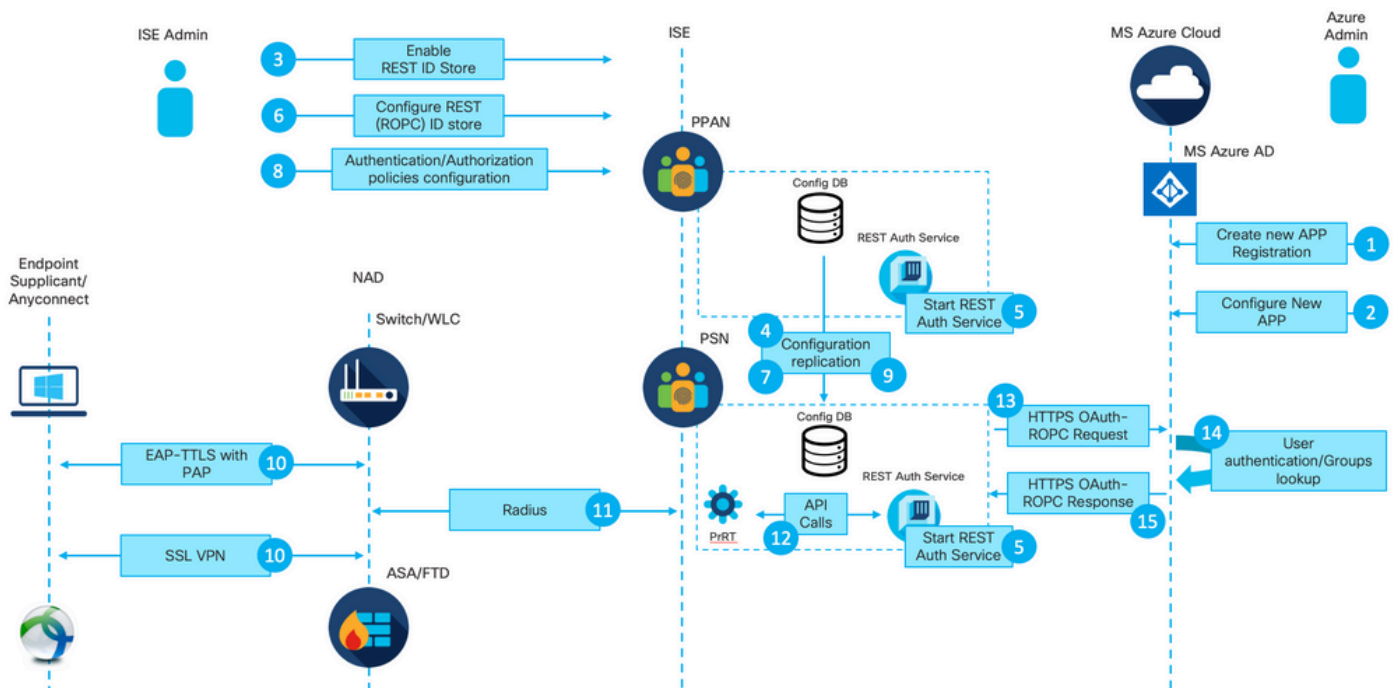 ISE Admin
ISE
MS Azure Cloud
Azure
Admin
3
Enable
REST ID Store
6
Configure REST
(ROPC) ID store
8
Authentication/Authorization
policies configuration
PPAN
MS Azure AD
Config DB
REST Auth Service
Start REST
Auth Service
5
Create new APP
Registration
1
Configure New
APP
2
Endpoint
Supplicant/
Anyconnect
NAD
Switch/WLC
PSN
4
Configuration
replication
7
9
Config DB
REST Auth Service
13
HTTPS OAuth-
ROPC Request
14
User
authentication/Groups
lookup
HTTPS OAuth-
ROPC Response
15
EAP-TTLS with
PAP
10
Radius
11
PrRT
API
Calls
12
Start REST
Auth Service
5
SSL VPN
10
ASA/FTD